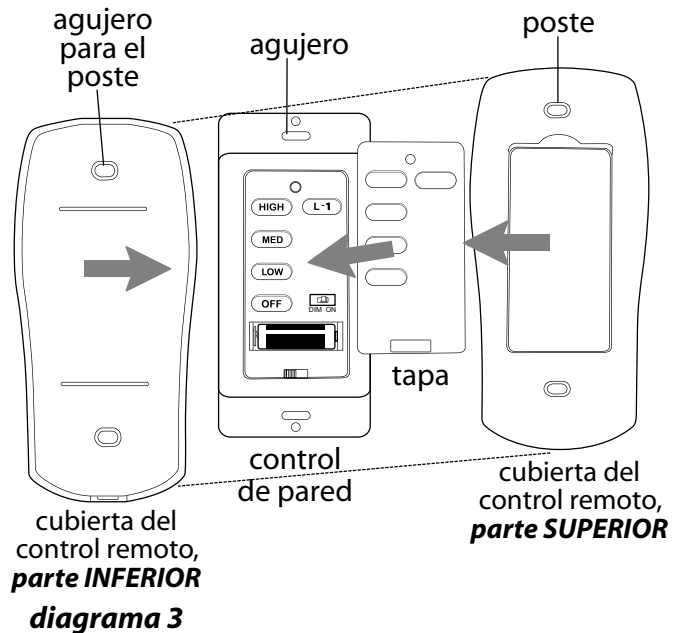 agujero
para el
poste
agujero
poste
HIGH
L-1
MED
LOW
OFF
DIM ON
tapa
control
de pared
cubierta del
control remoto,
parte SUPERIOR
cubierta del
control remoto,
parte INFERIOR
diagrama 3